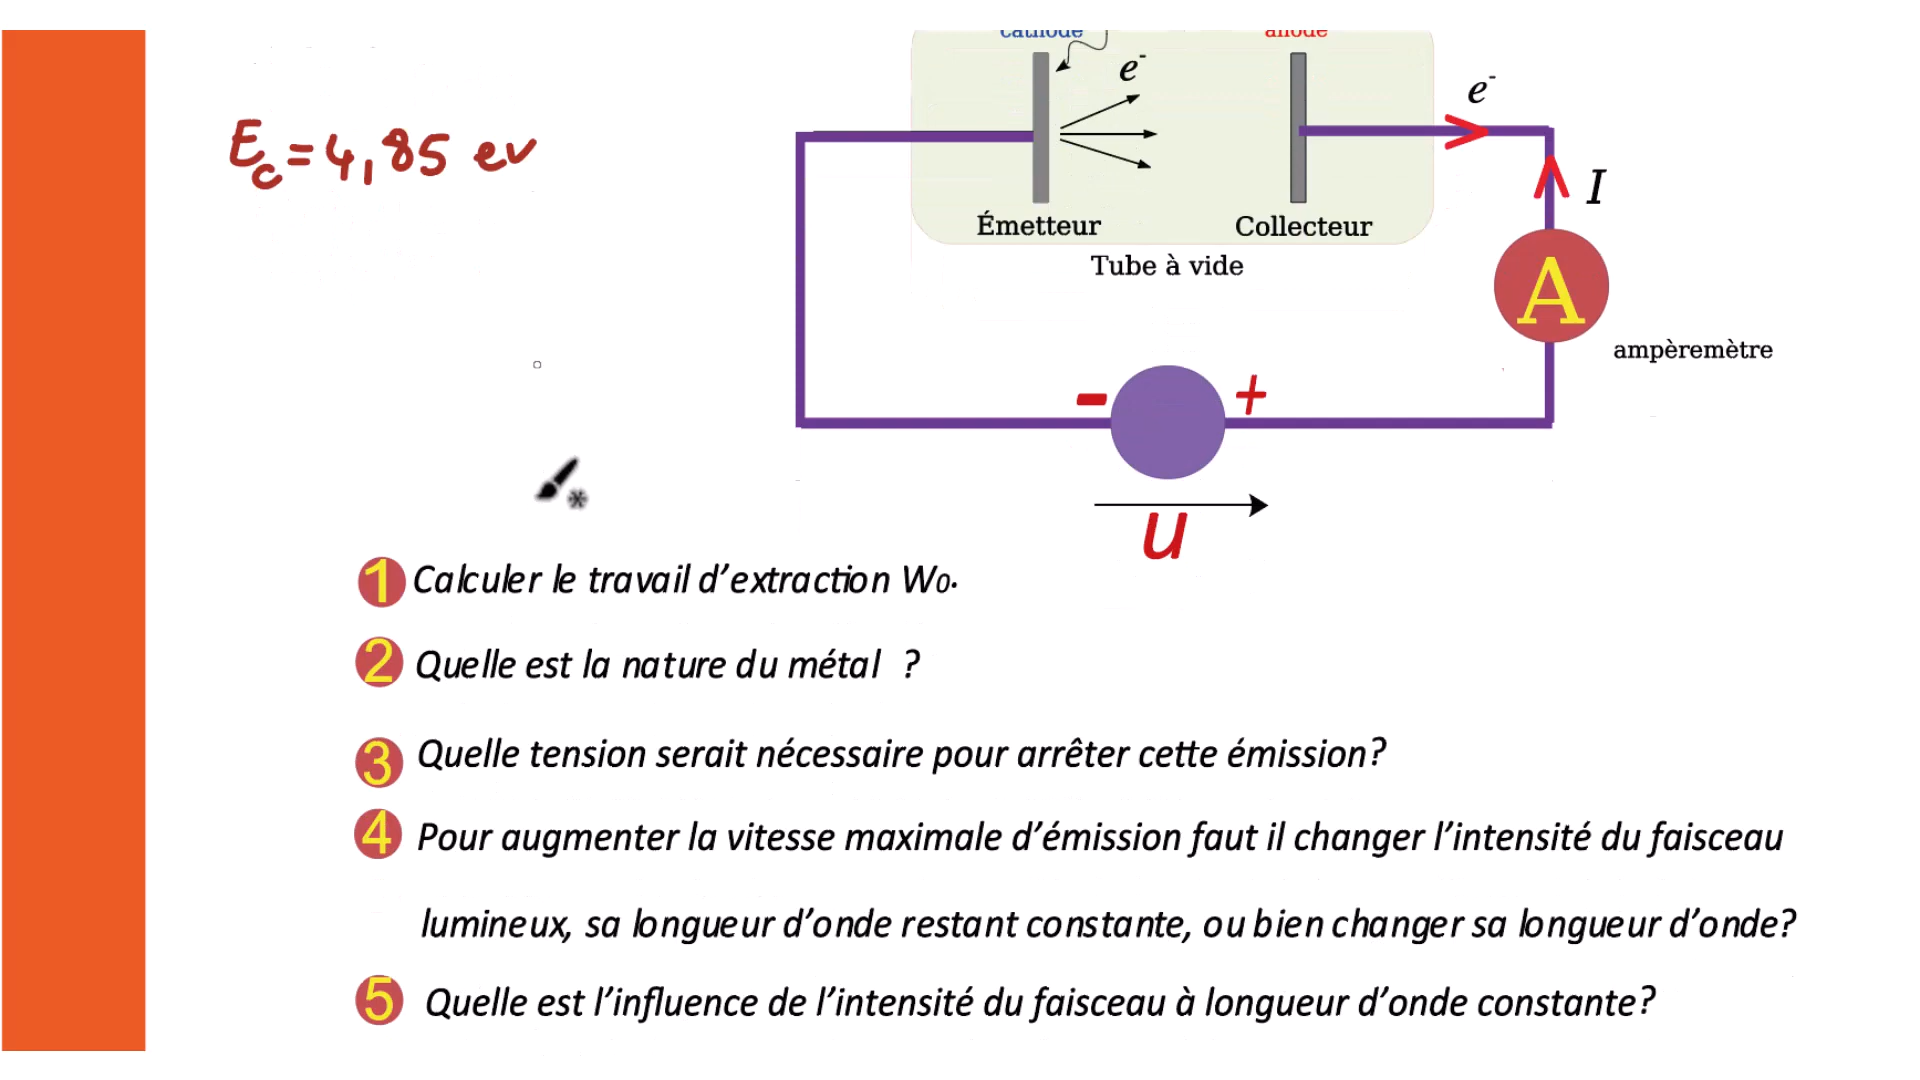 cathode
anode
e-
e-
Ec = 4,85 ev
I
Émetteur
Collecteur
Tube à vide
A
ampèremètre
- +
u
1 Calculer le travail d’extraction W0.
2 Quelle est la nature du métal ?
3 Quelle tension serait nécessaire pour arrêter cette émission?
4 Pour augmenter la vitesse maximale d’émission faut il changer l’intensité du faisceau
lumineux, sa longueur d’onde restant constante, ou bien changer sa longueur d’onde?
5 Quelle est l’influence de l’intensité du faisceau à longueur d’onde constante?